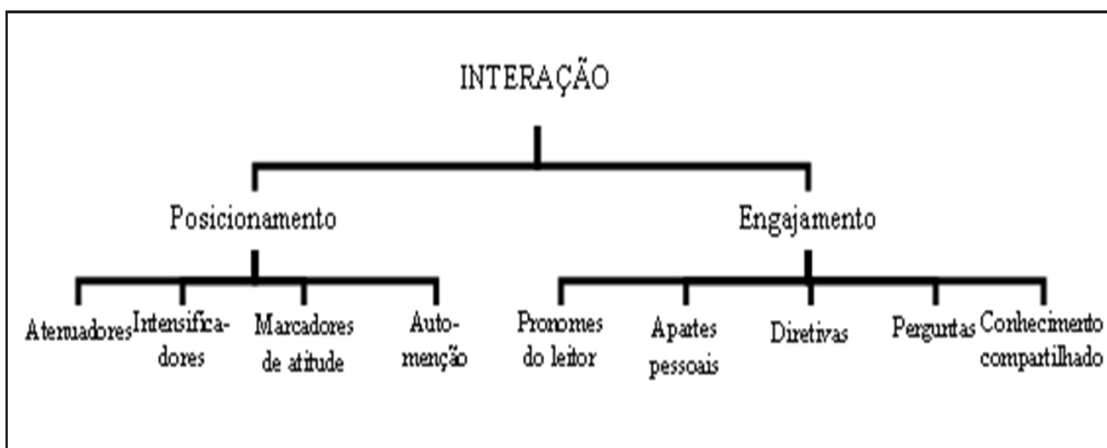 INTERAÇÃO
Posicionamento
Engajamento
Atenuadores
Intensifica-
dores
Marcadores
de atitude
Auto-
menção
Pronomes
do leitor
Apartes
pessoais
Diretivas
Perguntas
Conhecimento
compartilhado